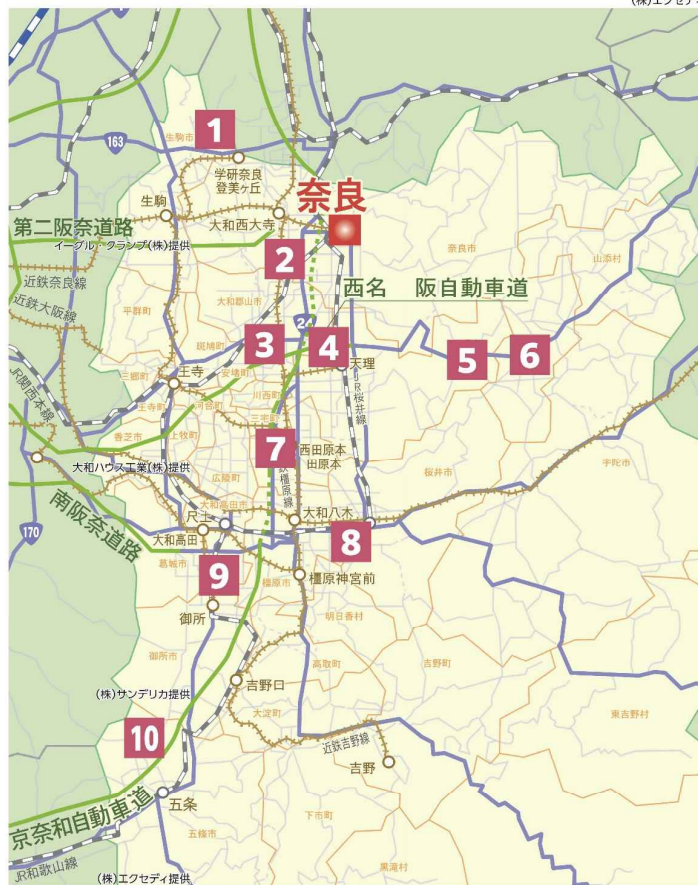 (株)エクセディ
163
生駒市
1
学研奈良
登美ヶ丘
奈良
生駒
大和西大寺
第二阪奈道路
イーグル・クランプ(株)提供
奈良市
山添村
近鉄奈良線
2
西名 阪自動車道
平群町
大和郡山市
近鉄大阪線
24
斑鳩町
3
4
5
6
安堵町
天理
JR関西本線
三郷町
王寺
川西町
JR桜井線
王寺町
河合町
三宅町
香芝市
上牧町
7
西田原本
田原本
近鉄橿原線
大和ハウス工業(株)提供
広陵町
桜井市
宇陀市
170
南阪奈道路
大和高田市
尺土
大和八木
大和高田
8
葛城市
9
橿原市
橿原神宮前
御所
明日香村
御所市
高取町
吉野町
(株)サンデリカ提供
吉野口
大淀町
東吉野村
10
近鉄吉野線
吉野
京奈和自動車道
五条
下市町
五條市
JR和歌山線
黒滝村
(株)エクセディ提供